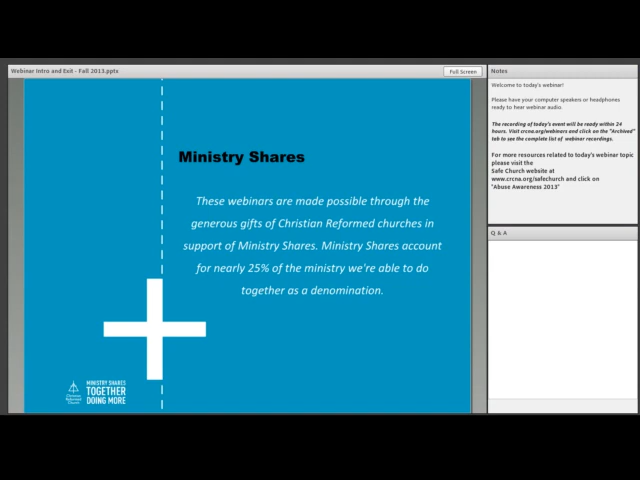 Webinar Intro and Exit - Fall 2013.pptx
Full Screen
Ministry Shares
These webinars are made possible through the
generous gifts of Christian Reformed churches in
support of Ministry Shares. Ministry Shares account
for nearly 25% of the ministry we're able to do
together as a denomination.
Christian
Reformed
Church
MINISTRY SHARES
TOGETHER
DOING MORE
Notes
Welcome to today's webinar!
Please have your computer speakers or headphones
ready to hear webinar audio.
The recording of today's event will be ready within 24
hours. Visit crcna.org/webinars and click on the "Archived"
tab to see the complete list of webinar recordings.
For more resources related to today's webinar topic
please visit the
Safe Church website at
www.crcna.org/safechurch and click on
"Abuse Awareness 2013"
Q & A